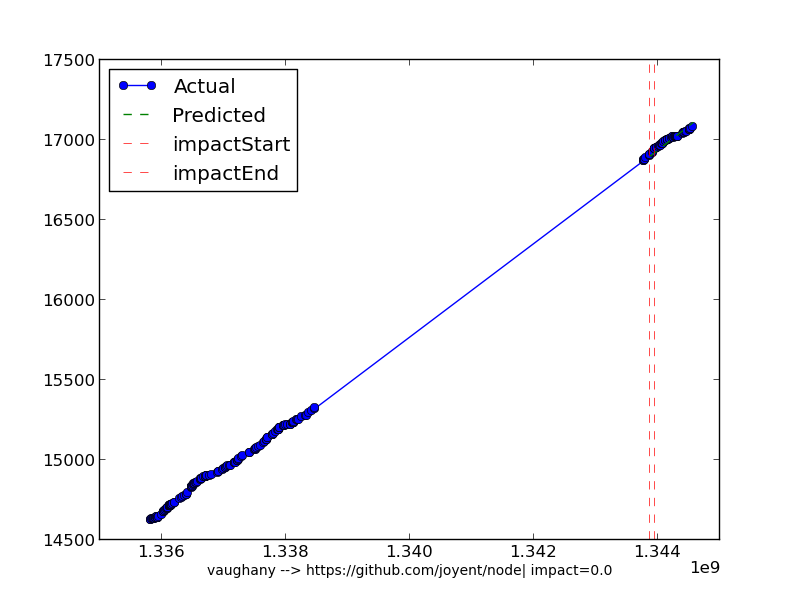 17500
17000
16500
16000
15500
15000
14500
Actual
Predicted
impactStart
impactEnd
1.336 1.338 1.340 1.342 1.344
1e9
vaughany --> https://github.com/joyent/node| impact=0.0